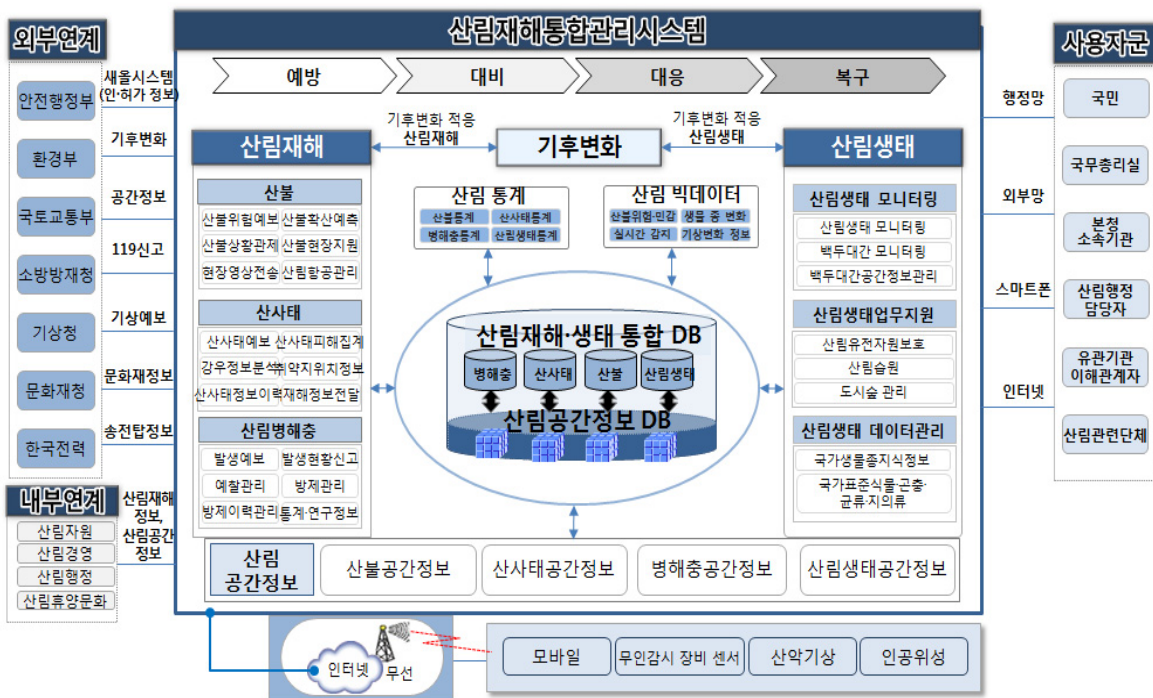 산림재해통합관리시스템
예방
대비
대응
복구
외부연계
안전행정부
환경부
국토교통부
소방방재청
기상청
문화재청
한국전력
새올시스템
(인·허가 정보)
기후변화
공간정보
119신고
기상예보
문화재정보
송전탑정보
내부연계
산림자원
산림경영
산림행정
산림휴양문화
산림재해
정보,
산림공간
정보
산림재해
기후변화 적응
산림재해
기후변화
기후변화 적응
산림생태
산림생태
산불
산불위험예보 산불확산예측
산불상황관제 산불현장지원
현장영상전송 산림항공관리
산사태
산사태예보 산사태피해집계
강우정보분석 취약지위치정보
산사태정보이력 재해정보전달
산림병해충
발생예보 발생현황신고
예찰관리 방제관리
방제이력관리 통계·연구정보
산림 통계
산불통계 산사태통계
병해충통계 산림생태통계
산림 빅데이터
산불위험·민감 생물 종 변화
실시간 감지 기상변화 정보
산림재해·생태 통합 DB
병해충 산사태 산불 산림생태
산림공간정보 DB
산림생태 모니터링
산림생태 모니터링
백두대간 모니터링
백두대간공간정보관리
산림생태업무지원
산림유전자원보호
산림습원
도시숲 관리
산림생태 데이터관리
국가생물종지식정보
국가표준식물·곤충·
균류·지의류
산림
공간정보
산불공간정보
산사태공간정보
병해충공간정보
산림생태공간정보
행정망
외부망
스마트폰
인터넷
사용자군
국민
국무총리실
본청
소속기관
산림행정
담당자
유관기관
이해관계자
산림관련단체
인터넷 무선
모바일
무인감시 장비 센서
산악기상
인공위성